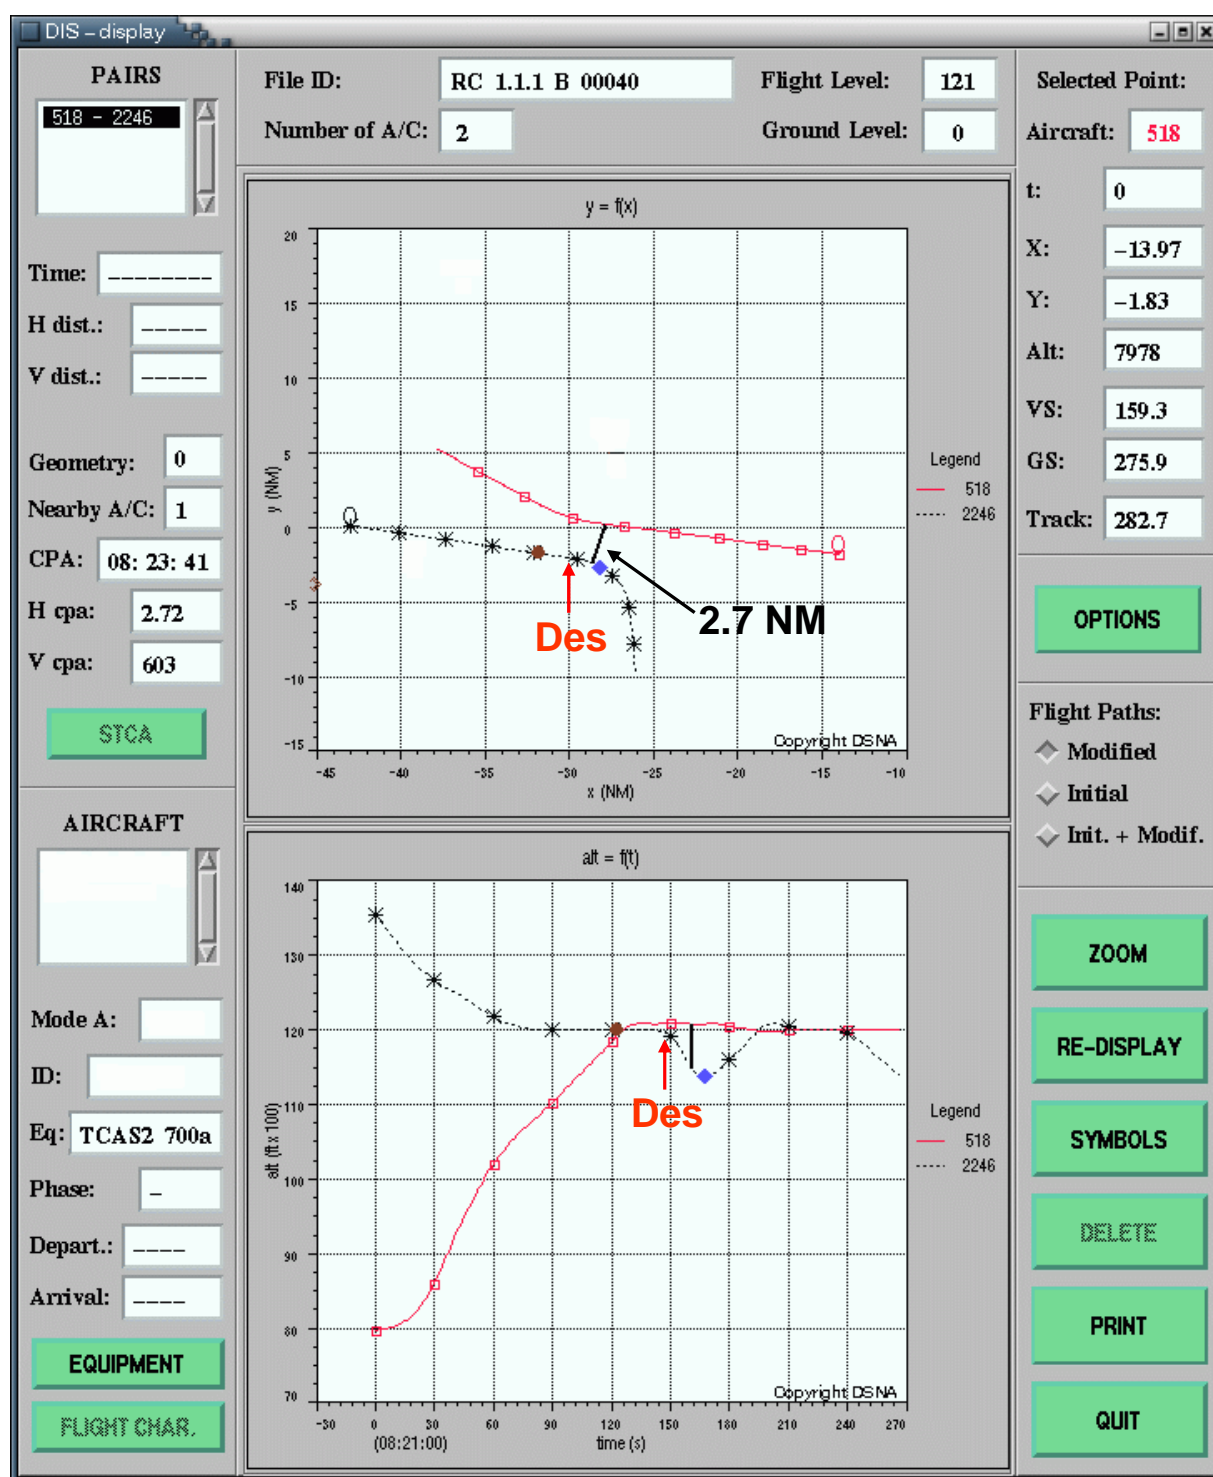 DIS – display
PAIRS
518 – 2246
Time: ––––––––
H dist.: –––––
V dist.: –––––
Geometry: 0
Nearby A/C: 1
CPA: 08: 23: 41
H cpa: 2.72
V cpa: 603
STCA
AIRCRAFT
Mode A:
ID:
Eq: TCAS2 700a
Phase: –
Depart.: ––––
Arrival: ––––
EQUIPMENT
FLIGHT CHAR.
File ID: RC 1.1.1 B 00040
Flight Level: 121
Number of A/C: 2
Ground Level: 0
y = f(x)
20
15
10
5
0
-5
-10
-15
y (NM)
-45 -40 -35 -30 -25 -20 -15 -10
x (NM)
0
0
Des
2.7 NM
Copyright DSNA
Legend
518
2246
alt = f(t)
140
130
120
110
100
90
80
70
alt (ft x 100)
-30 0 30 60 90 120 150 180 210 240 270
(08:21:00)
time (s)
Des
Copyright DSNA
Legend
518
2246
Selected Point:
Aircraft: 518
t: 0
X: –13.97
Y: –1.83
Alt: 7978
VS: 159.3
GS: 275.9
Track: 282.7
OPTIONS
Flight Paths:
Modified
Initial
Init. + Modif.
ZOOM
RE-DISPLAY
SYMBOLS
DELETE
PRINT
QUIT